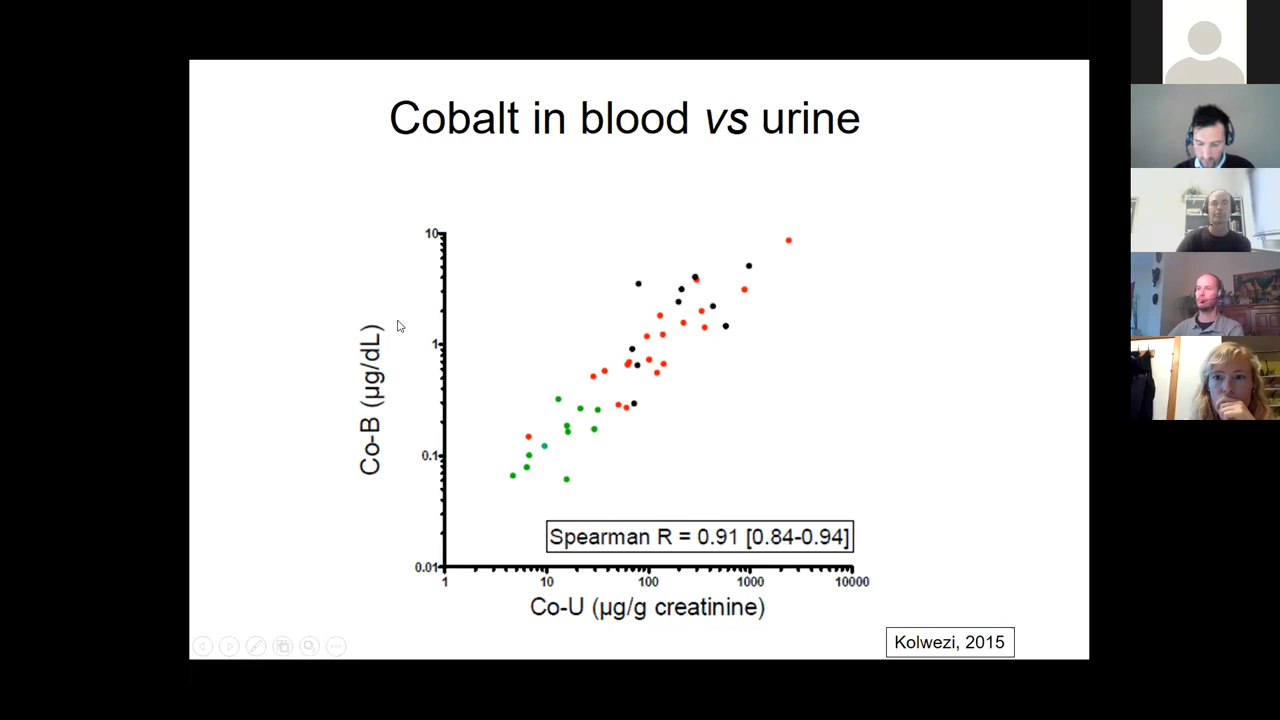 Cobalt in blood vs urine
10
1
0.1
0.01
Co-B (µg/dL)
Spearman R = 0.91 [0.84-0.94]
1 10 100 1000 10000
Co-U (µg/g creatinine)
Kolwezi, 2015